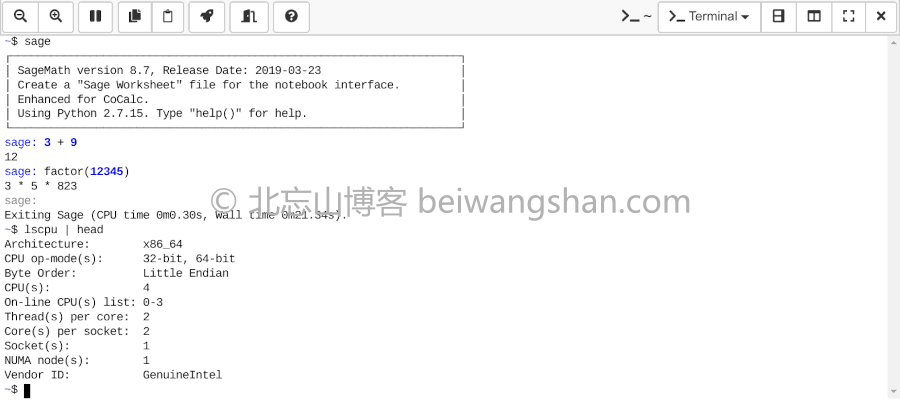 ~ Terminal
~$ sage
SageMath version 8.7, Release Date: 2019-03-23
Create a "Sage Worksheet" file for the notebook interface.
Enhanced for CoCalc.
Using Python 2.7.15. Type "help()" for help.
sage: 3 + 9
12
sage: factor(12345)
3 * 5 * 823
sage:
© 北忘山博客 beiwangshan.com
Exiting Sage (CPU time 0m0.30s, Wall time 0m21.34s).
~$ lscpu | head
Architecture: x86_64
CPU op-mode(s): 32-bit, 64-bit
Byte Order: Little Endian
CPU(s): 4
On-line CPU(s) list: 0-3
Thread(s) per core: 2
Core(s) per socket: 2
Socket(s): 1
NUMA node(s): 1
Vendor ID: GenuineIntel
~$